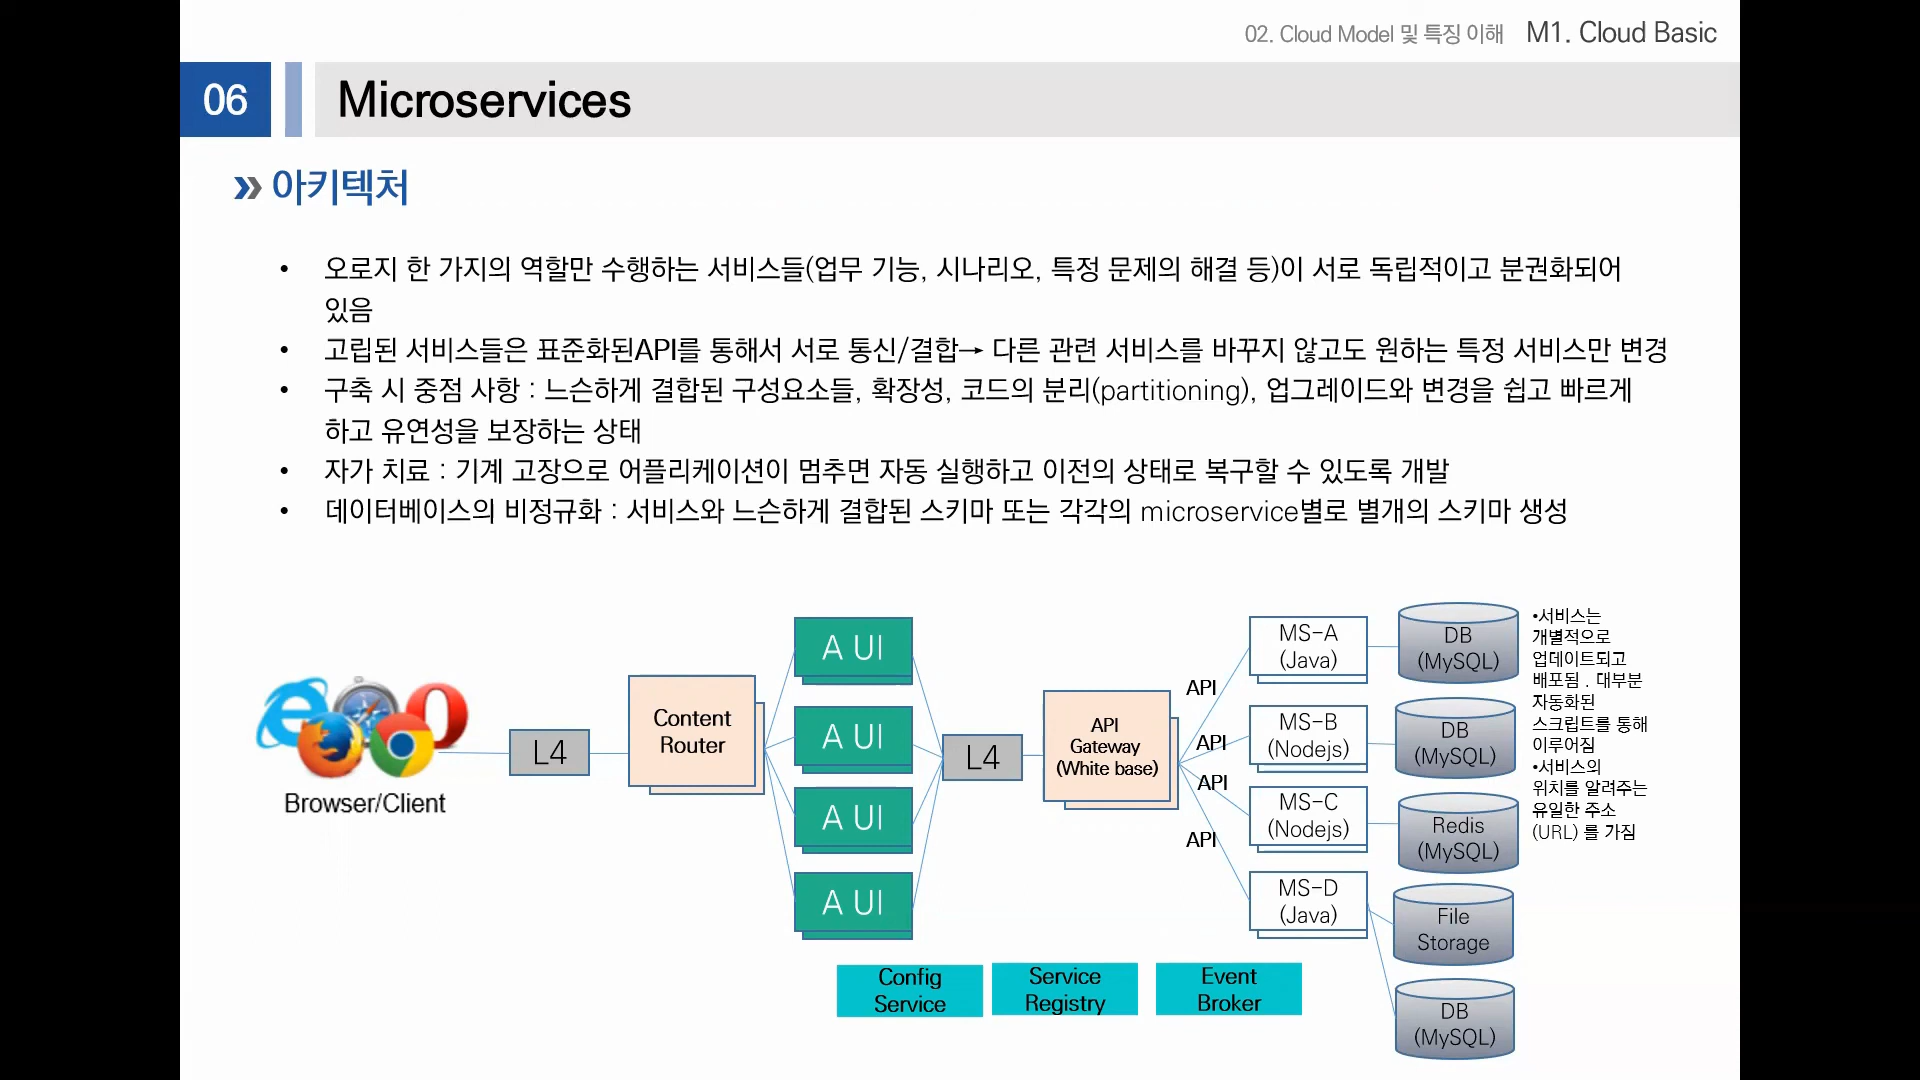 02. Cloud Model 및 특징 이해 M1. Cloud Basic
06 Microservices
아키텍처
• 오로지 한 가지의 역할만 수행하는 서비스들(업무 기능, 시나리오, 특정 문제의 해결 등)이 서로 독립적이고 분권화되어
있음
• 고립된 서비스들은 표준화된API를 통해서 서로 통신/결합→ 다른 관련 서비스를 바꾸지 않고도 원하는 특정 서비스만 변경
• 구축 시 중점 사항 : 느슨하게 결합된 구성요소들, 확장성, 코드의 분리(partitioning), 업그레이드와 변경을 쉽고 빠르게
하고 유연성을 보장하는 상태
• 자가 치료 : 기계 고장으로 어플리케이션이 멈추면 자동 실행하고 이전의 상태로 복구할 수 있도록 개발
• 데이터베이스의 비정규화 : 서비스와 느슨하게 결합된 스키마 또는 각각의 microservice별로 별개의 스키마 생성
Browser/Client
L4
Content
Router
A UI
A UI
A UI
A UI
L4
API
Gateway
(White base)
API
API
API
API
MS-A
(Java)
MS-B
(Nodejs)
MS-C
(Nodejs)
MS-D
(Java)
DB
(MySQL)
DB
(MySQL)
Redis
(MySQL)
File
Storage
DB
(MySQL)
•서비스는
개별적으로
업데이트되고
배포됨 . 대부분
자동화된
스크립트를 통해
이루어짐
•서비스의
위치를 알려주는
유일한 주소
(URL) 를 가짐
Config
Service
Service
Registry
Event
Broker